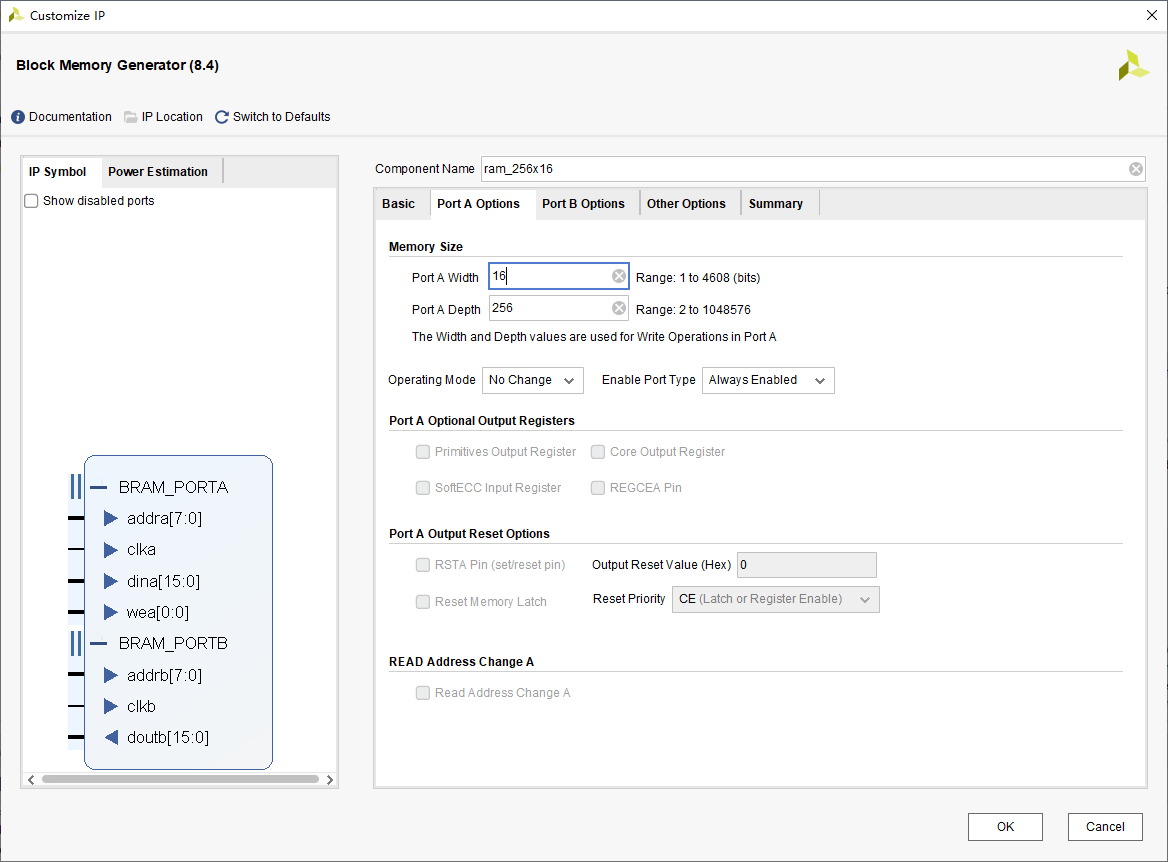 Customize IP
Block Memory Generator (8.4)
Documentation IP Location Switch to Defaults
IP Symbol Power Estimation
Show disabled ports
BRAM_PORTA
addra[7:0]
clka
dina[15:0]
wea[0:0]
BRAM_PORTB
addrb[7:0]
clkb
doutb[15:0]
Component Name ram_256x16
Basic Port A Options Port B Options Other Options Summary
Memory Size
Port A Width 16 Range: 1 to 4608 (bits)
Port A Depth 256 Range: 2 to 1048576
The Width and Depth values are used for Write Operations in Port A
Operating Mode No Change Enable Port Type Always Enabled
Port A Optional Output Registers
Primitives Output Register Core Output Register
SoftECC Input Register REGCEA Pin
Port A Output Reset Options
RSTA Pin (set/reset pin) Output Reset Value (Hex) 0
Reset Memory Latch Reset Priority CE (Latch or Register Enable)
READ Address Change A
Read Address Change A
OK Cancel